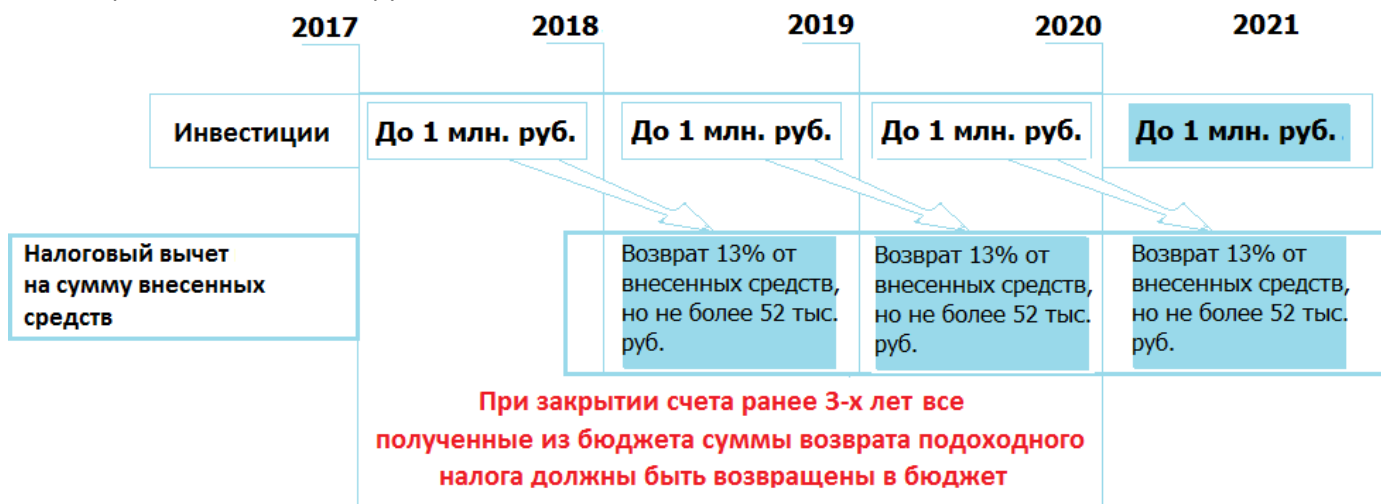 2017 2018 2019 2020 2021
Инвестиции До 1 млн. руб. До 1 млн. руб. До 1 млн. руб. До 1 млн. руб.
Налоговый вычет
на сумму внесенных
средств
Возврат 13% от
внесенных средств,
но не более 52 тыс.
руб.
Возврат 13% от
внесенных средств,
но не более 52 тыс.
руб.
Возврат 13% от
внесенных средств,
но не более 52 тыс.
руб.
При закрытии счета ранее 3-х лет все
полученные из бюджета суммы возврата подоходного
налога должны быть возвращены в бюджет